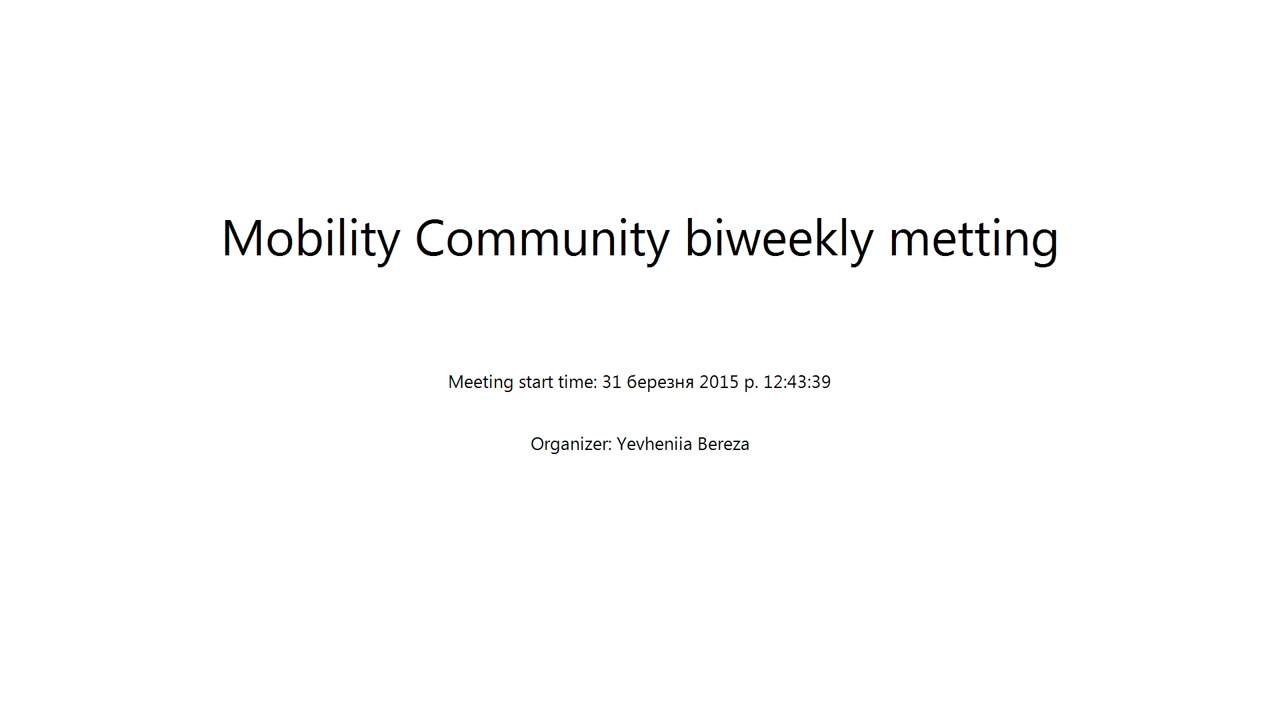 Mobility Community biweekly metting
Meeting start time: 31 березня 2015 р. 12:43:39
Organizer: Yevheniia Bereza